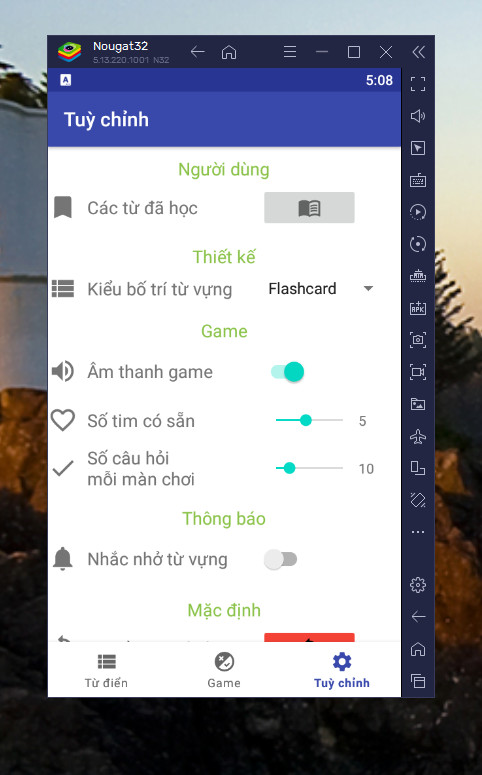 Nougat32
5.13.220.1001 N32
A
5:08
Tuỳ chỉnh
Người dùng
Các từ đã học
Thiết kế
Kiểu bố trí từ vựng
Flashcard
Game
Âm thanh game
Số tim có sẵn
5
Số câu hỏi
mỗi màn chơi
10
Thông báo
Nhắc nhở từ vựng
Mặc định
Từ điển
Game
Tuỳ chỉnh
APK